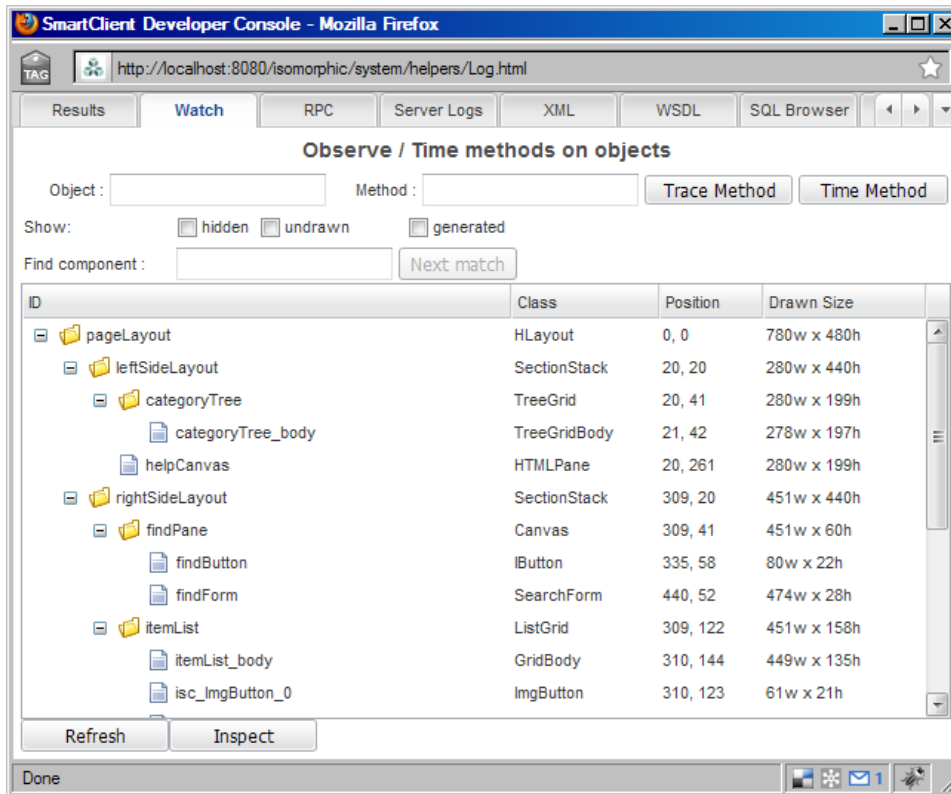 SmartClient Developer Console - Mozilla Firefox
TAG http://localhost:8080/isomorphic/system/helpers/Log.html
Results Watch RPC Server Logs XML WSDL SQL Browser
Observe / Time methods on objects
Object : Method : Trace Method Time Method
Show: hidden undrawn generated
Find component : Next match
ID Class Position Drawn Size
pageLayout HLayout 0, 0 780w x 480h
leftSideLayout SectionStack 20, 20 280w x 440h
categoryTree TreeGrid 20, 41 280w x 199h
categoryTree_body TreeGridBody 21, 42 278w x 197h
helpCanvas HTMLPane 20, 261 280w x 199h
rightSideLayout SectionStack 309, 20 451w x 440h
findPane Canvas 309, 41 451w x 60h
findButton IButton 335, 58 80w x 22h
findForm SearchForm 440, 52 474w x 28h
itemList ListGrid 309, 122 451w x 158h
itemList_body GridBody 310, 144 449w x 135h
isc_ImgButton_0 ImgButton 310, 123 61w x 21h
Refresh Inspect
Done 1